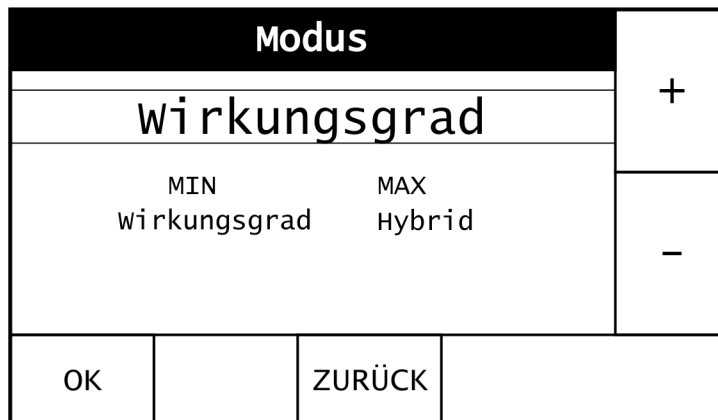 Modus
+
Wirkungsgrad
MIN MAX
Wirkungsgrad Hybrid
-
OK ZURÜCK